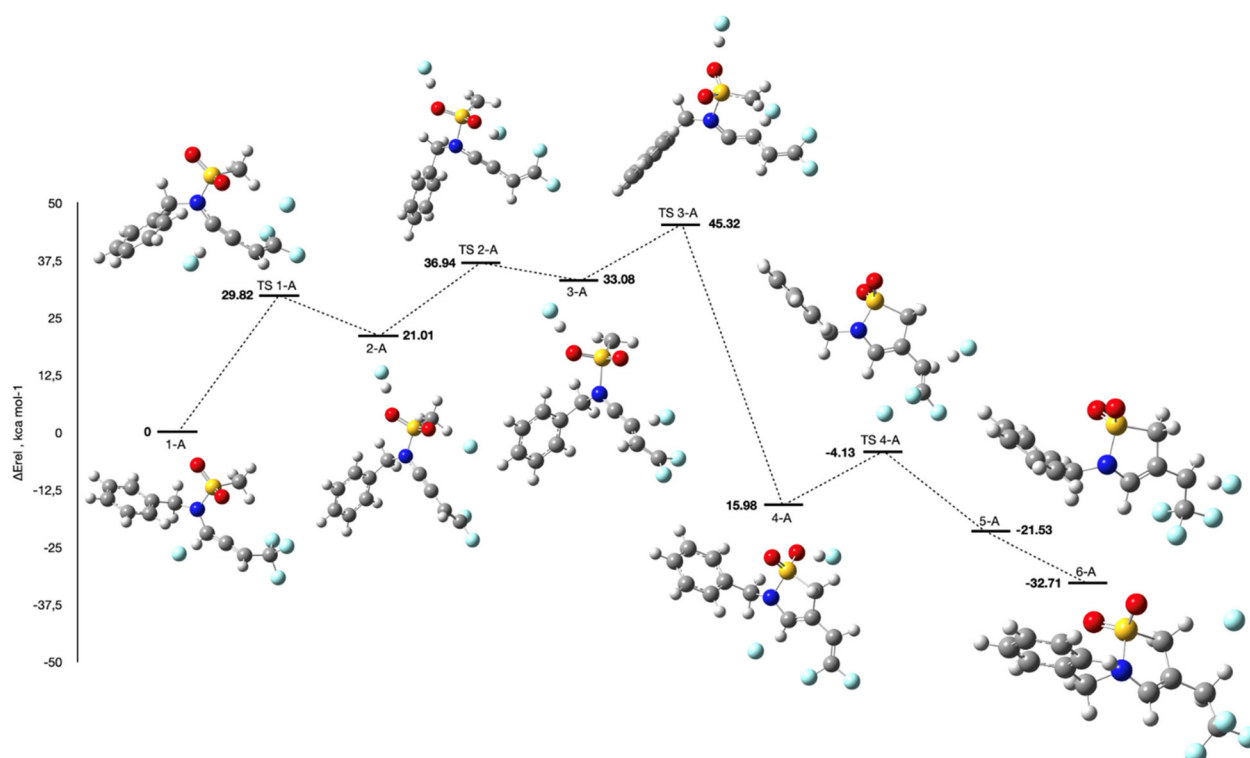 ΔErel , kca mol-1
50
37,5
25
12,5
0
-12,5
-25
-37,5
-50
0
1-A
29.82
TS 1-A
2-A
21.01
36.94
TS 2-A
3-A
33.08
TS 3-A
45.32
15.98
4-A
TS 4-A
-4.13
5-A
-21.53
6-A
-32.71